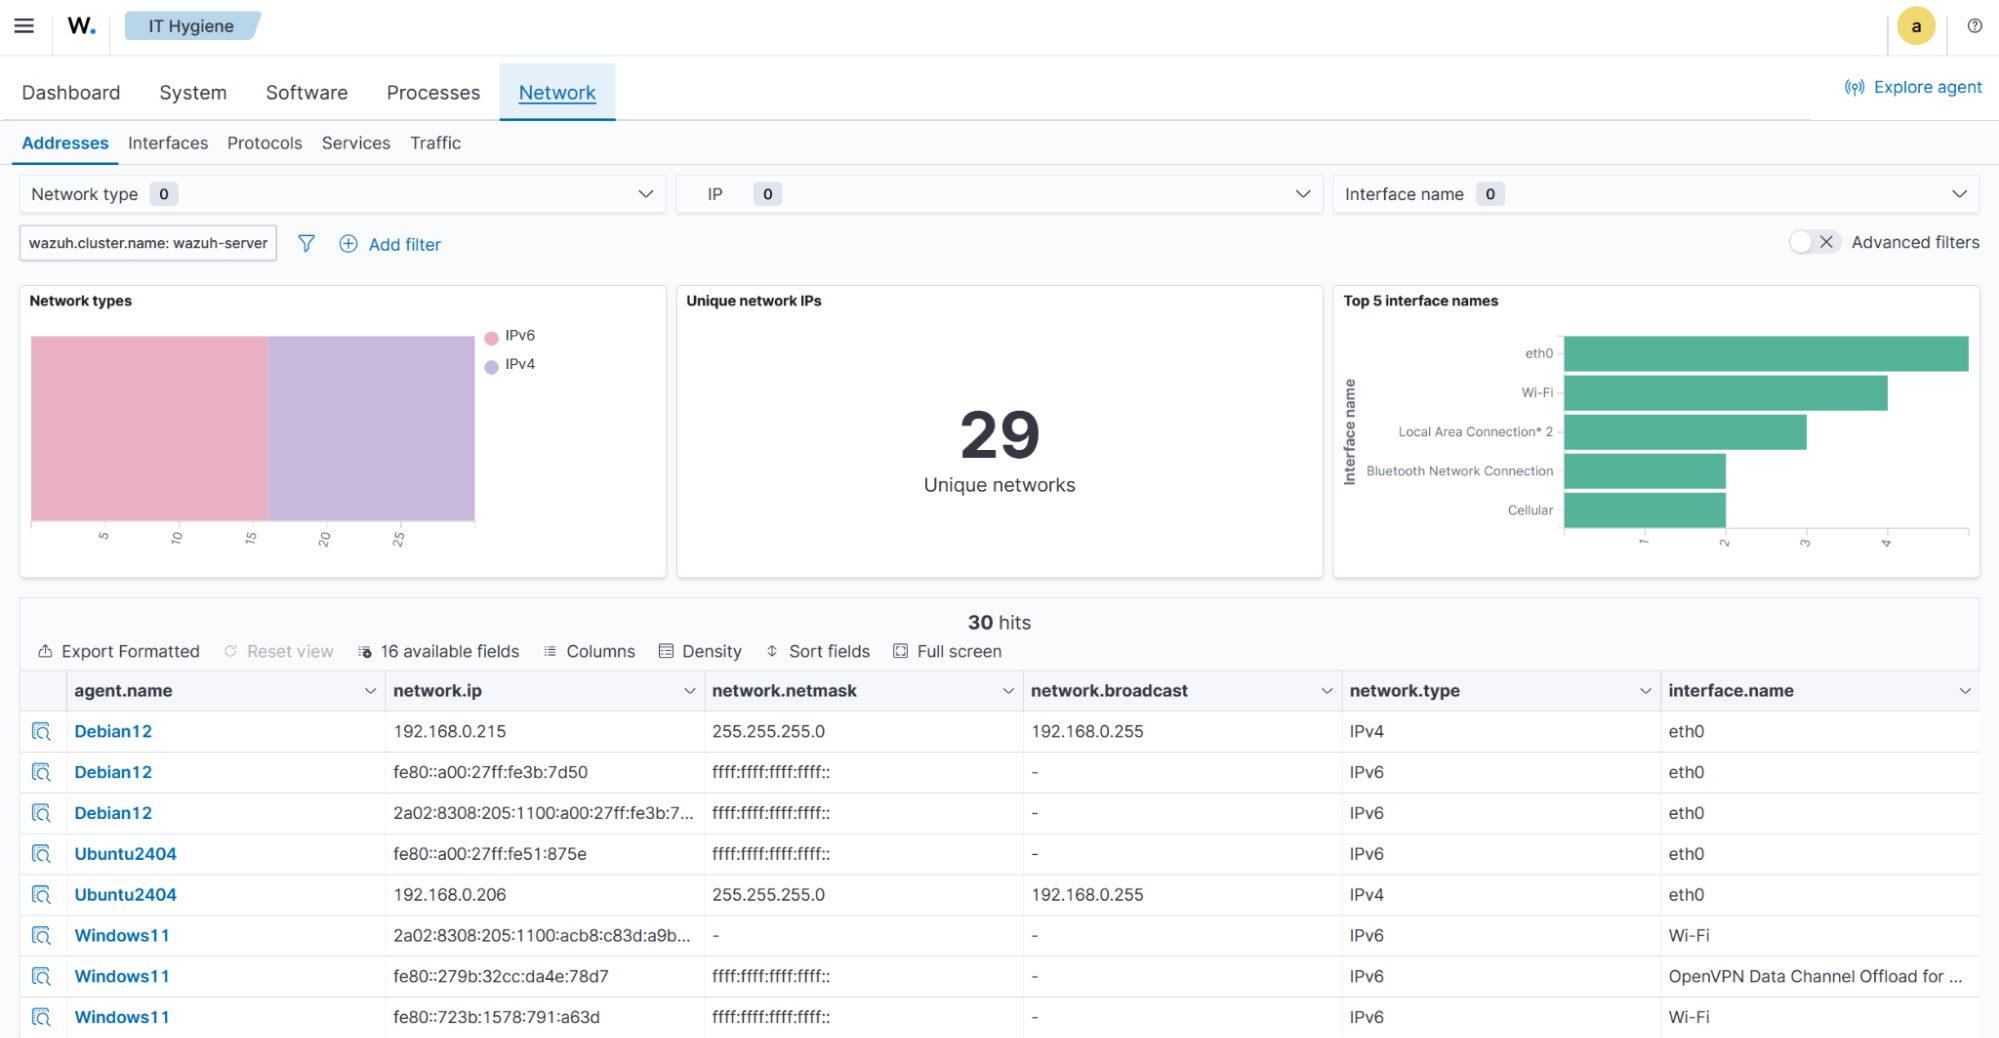 W. IT Hygiene a
Dashboard System Software Processes Network Explore agent
Addresses Interfaces Protocols Services Traffic
Network type 0 IP 0 Interface name 0
wazuh.cluster.name: wazuh-server Add filter Advanced filters
Network types
IPv6
IPv4
5 10 15 20 25
Unique network IPs
29
Unique networks
Top 5 interface names
Interface name
eth0
Wi-Fi
Local Area Connection* 2
Bluetooth Network Connection
Cellular
1 2 3 4
30 hits
Export Formatted Reset view 16 available fields Columns Density Sort fields Full screen
agent.name network.ip network.netmask network.broadcast network.type interface.name
Debian12 192.168.0.215 255.255.255.0 192.168.0.255 IPv4 eth0
Debian12 fe80::a00:27ff:fe3b:7d50 ffff:ffff:ffff:ffff:: - IPv6 eth0
Debian12 2a02:8308:205:1100:a00:27ff:fe3b:7... ffff:ffff:ffff:ffff:: - IPv6 eth0
Ubuntu2404 fe80::a00:27ff:fe51:875e ffff:ffff:ffff:ffff:: - IPv6 eth0
Ubuntu2404 192.168.0.206 255.255.255.0 192.168.0.255 IPv4 eth0
Windows11 2a02:8308:205:1100:acb8:c83d:a9b... - - IPv6 Wi-Fi
Windows11 fe80::279b:32cc:da4e:78d7 ffff:ffff:ffff:ffff:: - IPv6 OpenVPN Data Channel Offload for ...
Windows11 fe80::723b:1578:791:a63d ffff:ffff:ffff:ffff:: - IPv6 Wi-Fi